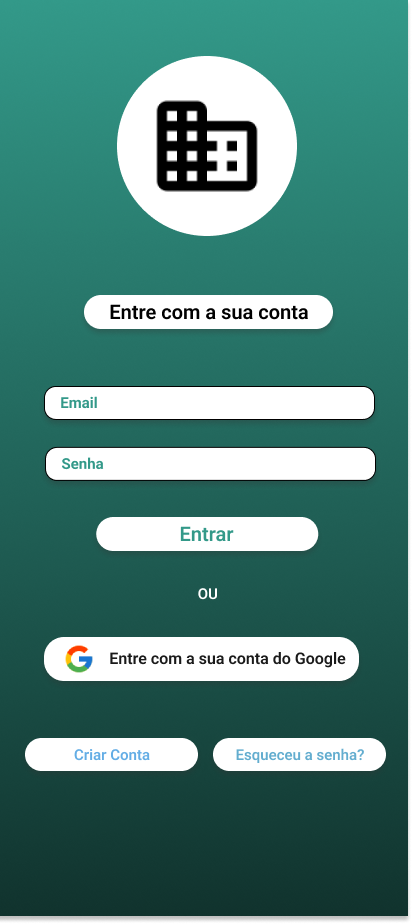 Entre com a sua conta
Email
Senha
Entrar
OU
Entre com a sua conta do Google
Criar Conta
Esqueceu a senha?